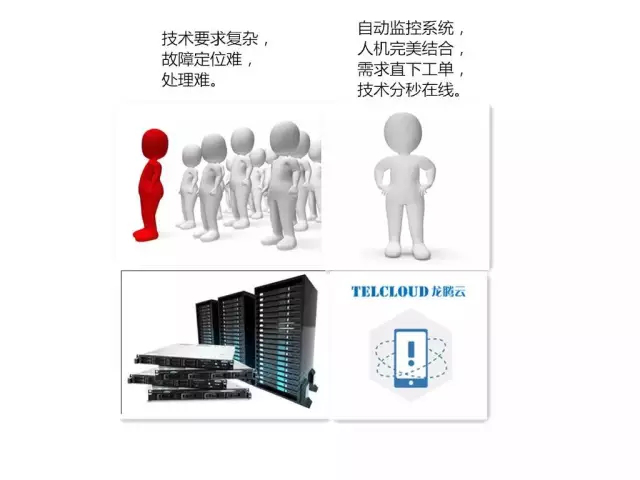 技术要求复杂，
故障定位难，
处理难。
自动监控系统，
人机完美结合，
需求直下工单，
技术分秒在线。
TELCLOUD 龙腾云